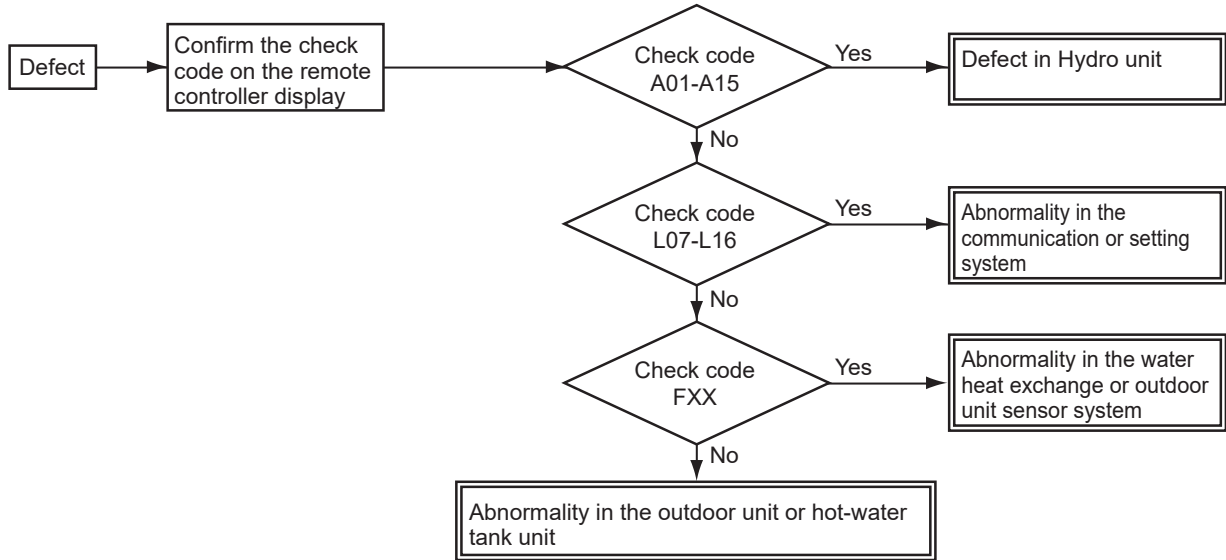 Defect
Confirm the check
code on the remote
controller display
Check code
A01-A15
Yes
Defect in Hydro unit
No
Check code
L07-L16
Yes
Abnormality in the
communication or setting
system
No
Check code
FXX
Yes
Abnormality in the water
heat exchange or outdoor
unit sensor system
No
Abnormality in the outdoor unit or hot-water
tank unit